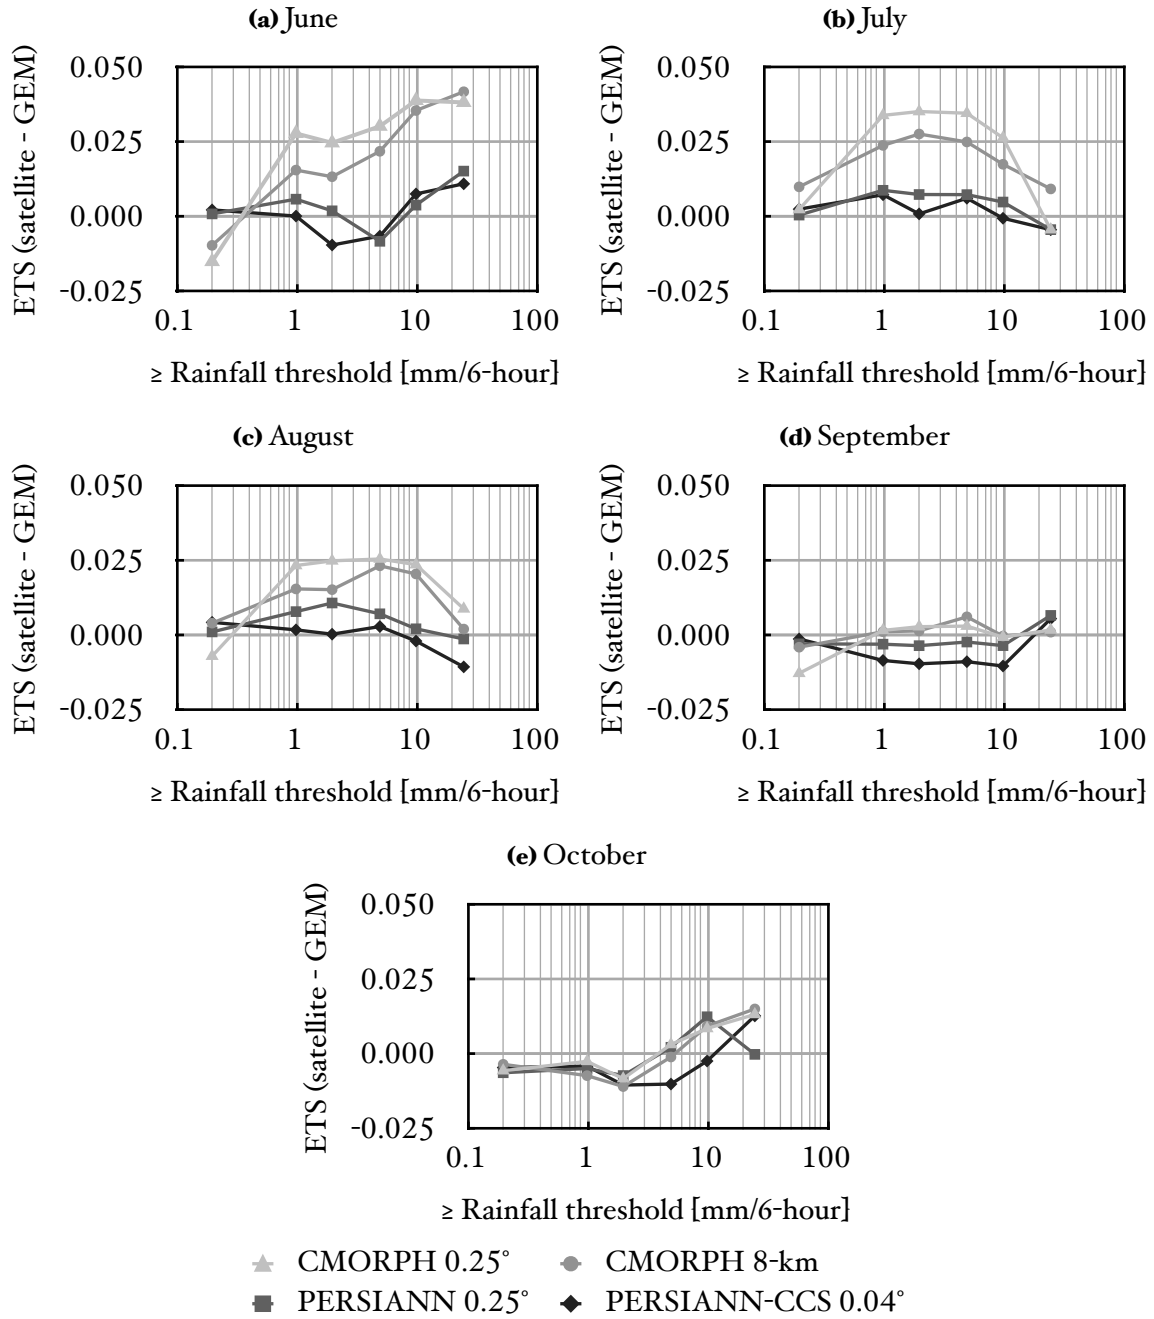 (a) June
ETS (satellite - GEM)
0.050
0.025
0.000
-0.025
0.1 1 10 100
≥ Rainfall threshold [mm/6-hour]
(b) July
ETS (satellite - GEM)
0.050
0.025
0.000
-0.025
0.1 1 10 100
≥ Rainfall threshold [mm/6-hour]
(c) August
ETS (satellite - GEM)
0.050
0.025
0.000
-0.025
0.1 1 10 100
≥ Rainfall threshold [mm/6-hour]
(d) September
ETS (satellite - GEM)
0.050
0.025
0.000
-0.025
0.1 1 10 100
≥ Rainfall threshold [mm/6-hour]
(e) October
ETS (satellite - GEM)
0.050
0.025
0.000
-0.025
0.1 1 10 100
≥ Rainfall threshold [mm/6-hour]
CMORPH 0.25° CMORPH 8-km
PERSIANN 0.25° PERSIANN-CCS 0.04°